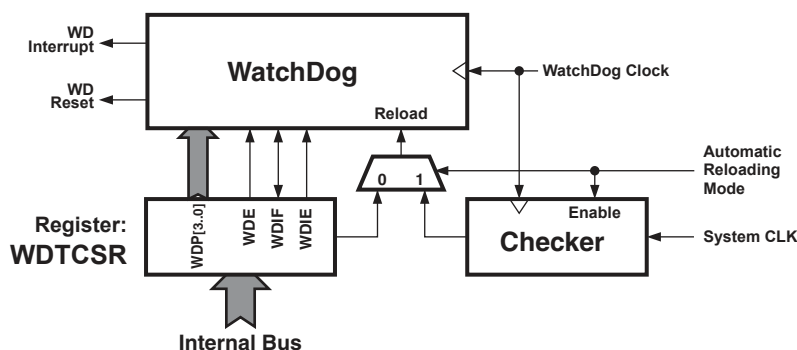 WD
Interrupt
WatchDog
WatchDog Clock
WD
Reset
Reload
Automatic
Reloading
Mode
0 1
Register:
WDTCSR
WDP[3..0]
WDE
WDIF
WDIE
Enable
Checker
System CLK
Internal Bus